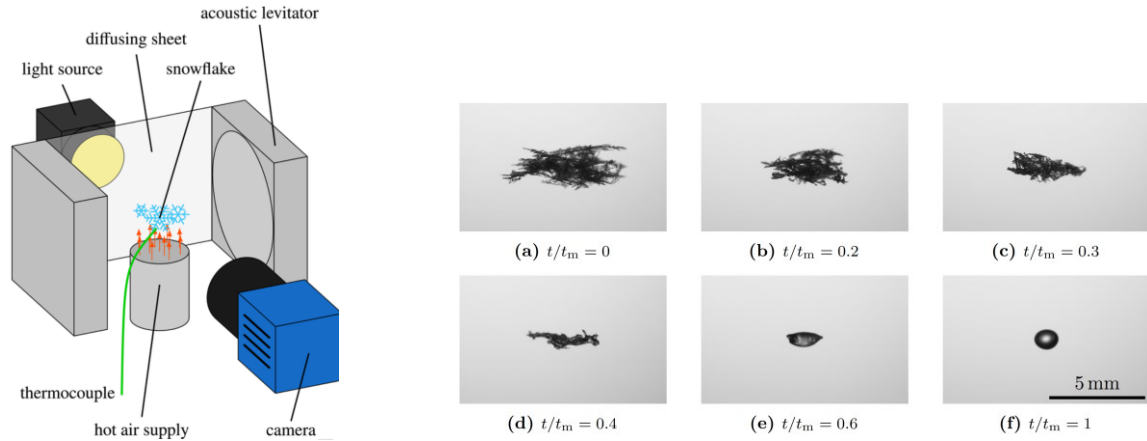 acoustic levitator
diffusing sheet
light source
snowflake
thermocouple
hot air supply
camera
(a) t/tₘ = 0
(b) t/tₘ = 0.2
(c) t/tₘ = 0.3
(d) t/tₘ = 0.4
(e) t/tₘ = 0.6
5 mm
(f) t/tₘ = 1